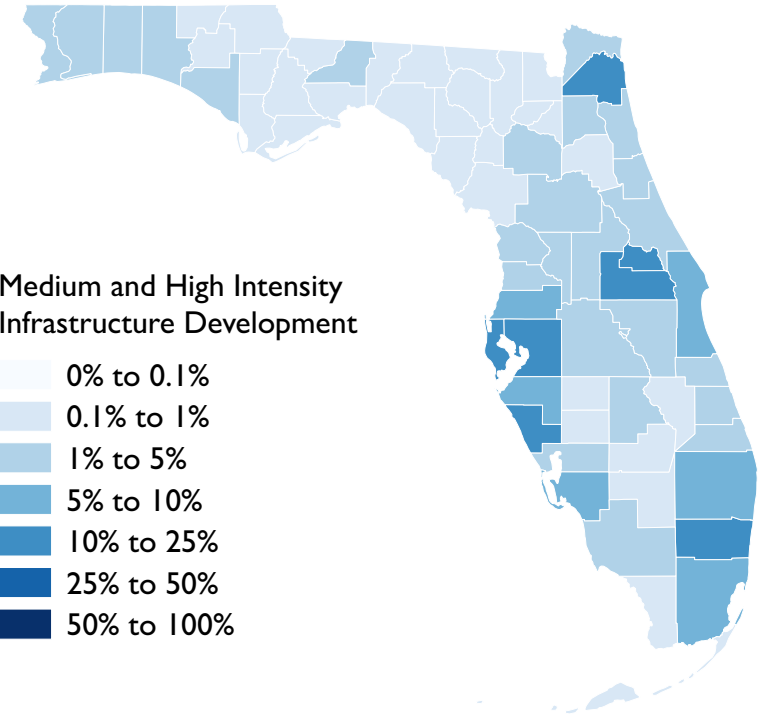 Medium and High Intensity
Infrastructure Development
0% to 0.1%
0.1% to 1%
1% to 5%
5% to 10%
10% to 25%
25% to 50%
50% to 100%